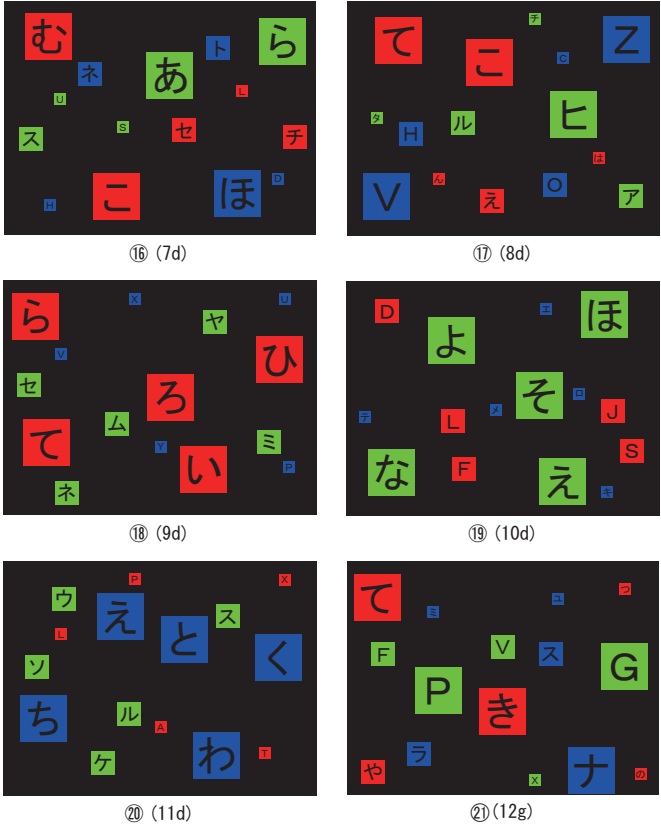 む ト ら
ネ あ
U L
ス S セ チ
こ ほ D
H
⑯ (7d)
て チ Z
こ C
タ H ル ヒ
は
V ん え O ア
⑰ (8d)
ら X ヤ U
V ひ
セ ろ
て ム Y い ミ
P
ネ
⑱ (9d)
D エ ほ
よ
テ L メ そ ロ J
S
な F え キ
⑲ (10d)
P X
ウ え ス
L と く
ソ
ち ル A
ケ わ T
⑳ (11d)
て ミ ユ つ
F V ス G
P き
や ラ X ナ の
㉑ (12g)